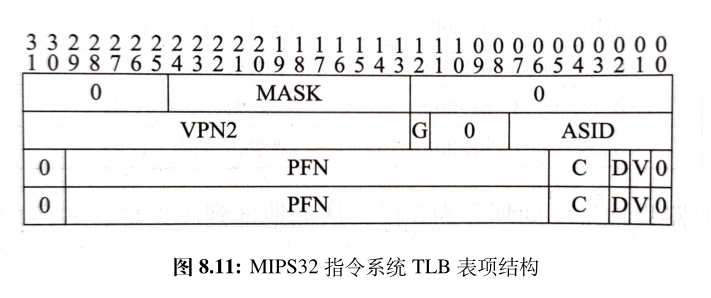 3 3 2 2 2 2 2 2 2 2 2 2 1 1 1 1 1 1 1 1 1 1 0 0 0 0 0 0 0 0 0 0
1 0 9 8 7 6 5 4 3 2 1 0 9 8 7 6 5 4 3 2 1 0 9 8 7 6 5 4 3 2 1 0
0 MASK 0
VPN2 G 0 ASID
0 PFN C D V 0
0 PFN C D V 0
图 8.11: MIPS32 指令系统 TLB 表项结构